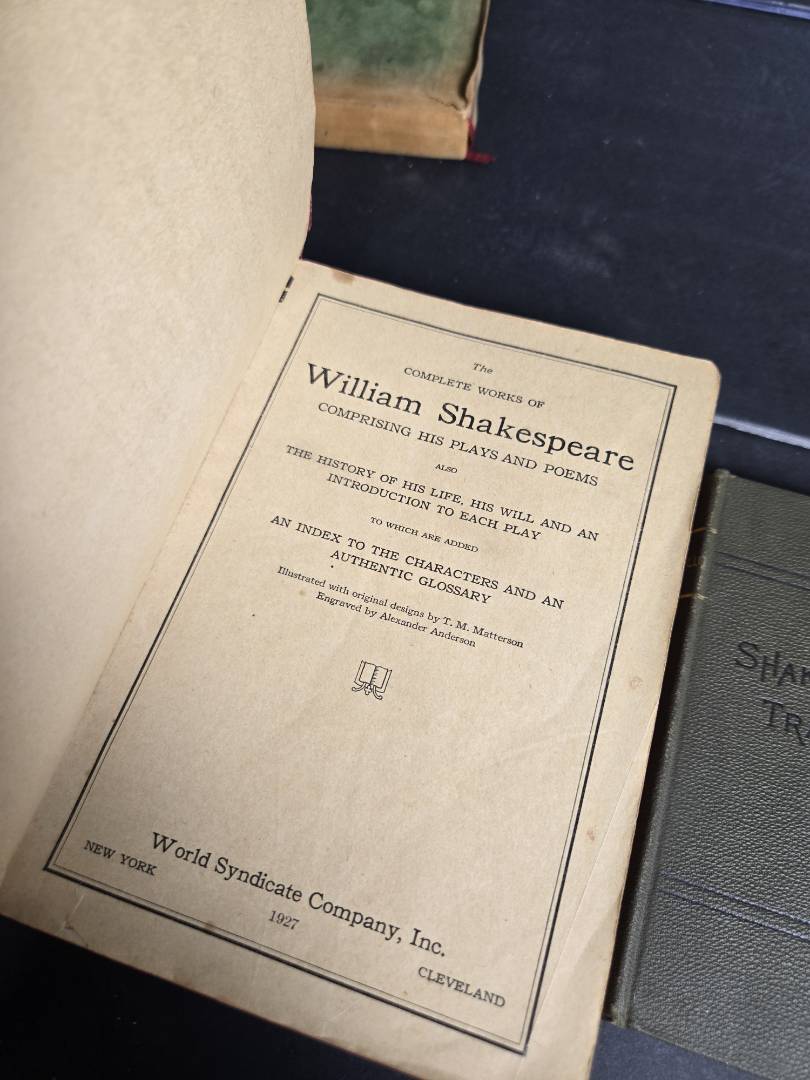 The
COMPLETE WORKS OF
William Shakespeare
COMPRISING HIS PLAYS AND POEMS
ALSO
THE HISTORY OF HIS LIFE, HIS WILL AND AN
INTRODUCTION TO EACH PLAY
TO WHICH ARE ADDED
AN INDEX TO THE CHARACTERS AND AN
AUTHENTIC GLOSSARY
Illustrated with original designs by T. M. Matterson
Engraved by Alexander Anderson
World Syndicate Company, Inc.
NEW YORK
1927
CLEVELAND